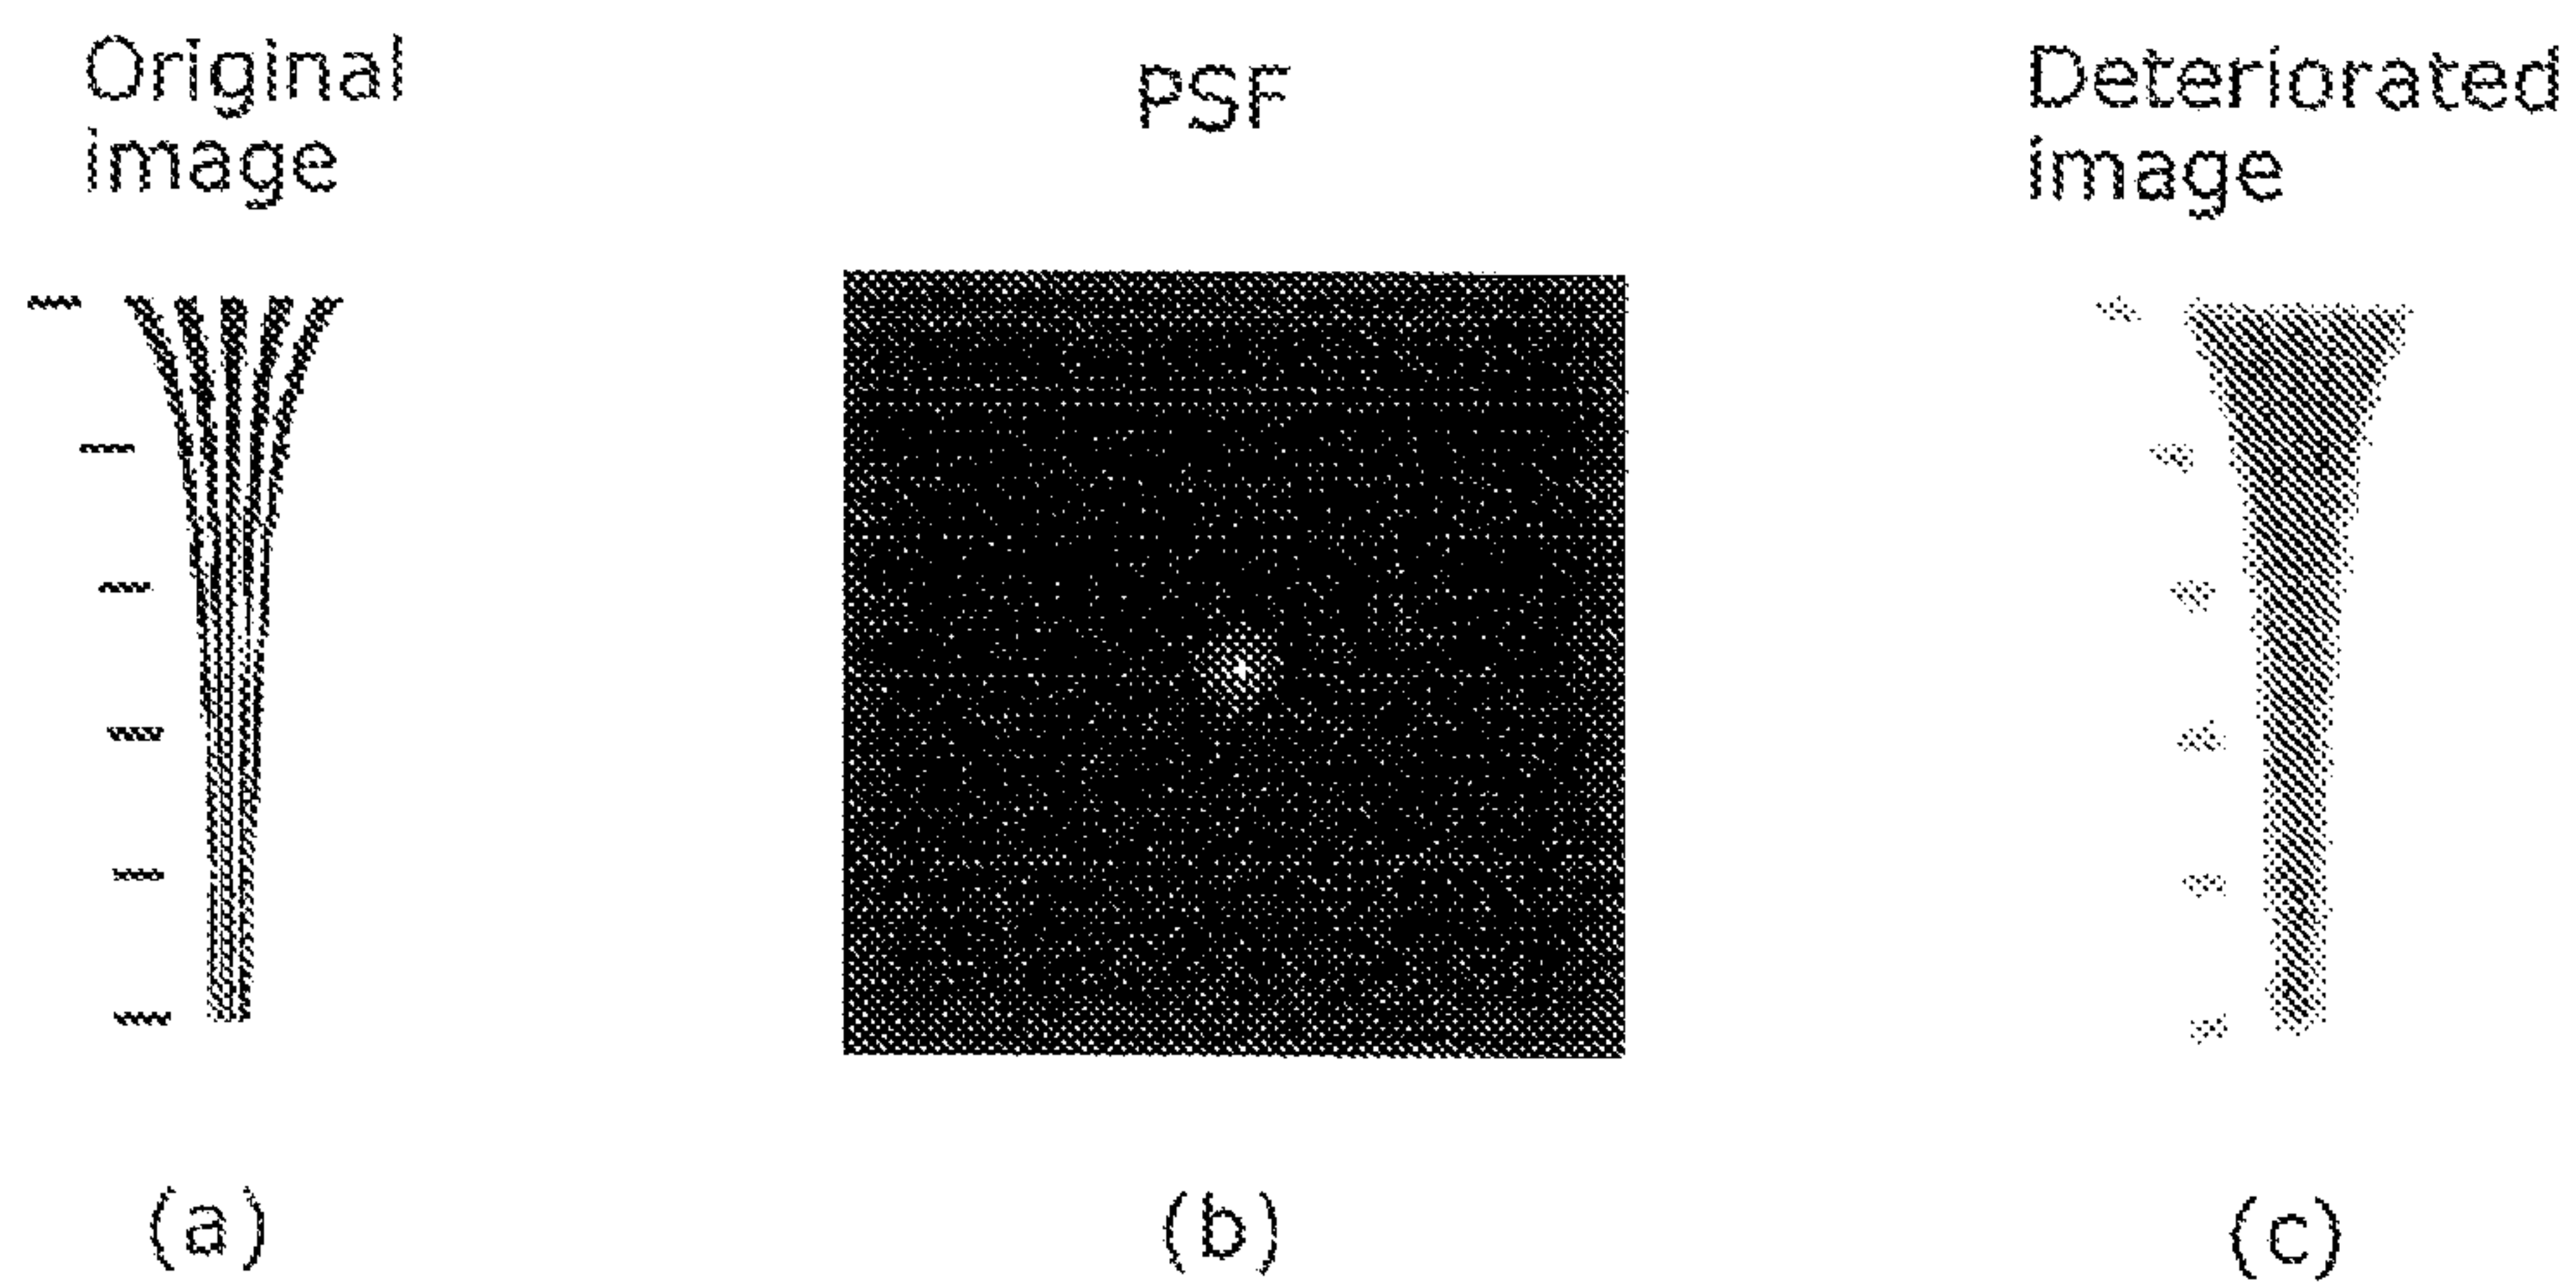 Original
image
PSF
Deteriorated
image
(a)
(b)
(c)